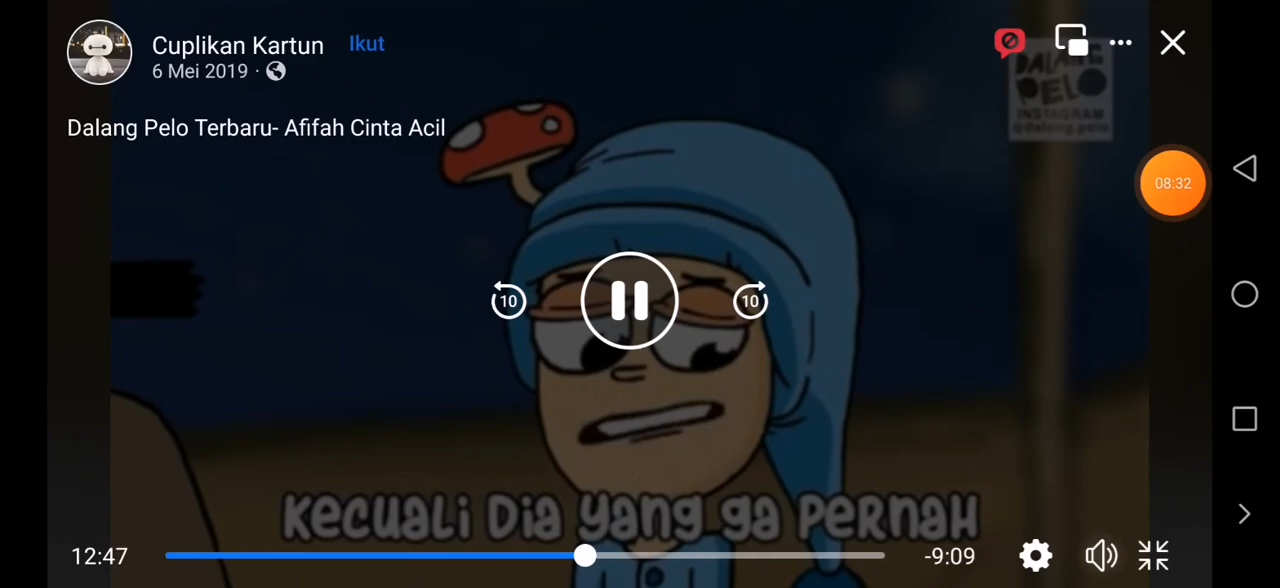 Cuplikan Kartun Ikut
6 Mei 2019 ·
Dalang Pelo Terbaru- Afifah Cinta Acil
DALANG
PELO
INSTAGRAM
@dalang.pelo
08:32
10 10
Kecuali Dia yang ga Pernah
12:47 -9:09